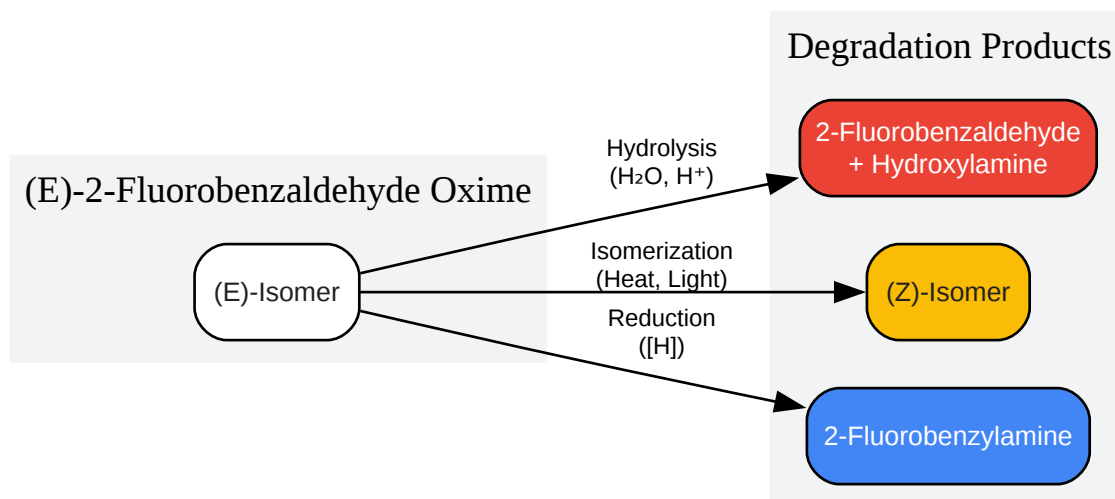 Degradation Products
2-Fluorobenzaldehyde
+ Hydroxylamine
Hydrolysis
(H₂O, H⁺)
(E)-2-Fluorobenzaldehyde Oxime
(E)-Isomer
Isomerization
(Heat, Light)
(Z)-Isomer
Reduction
([H])
2-Fluorobenzylamine